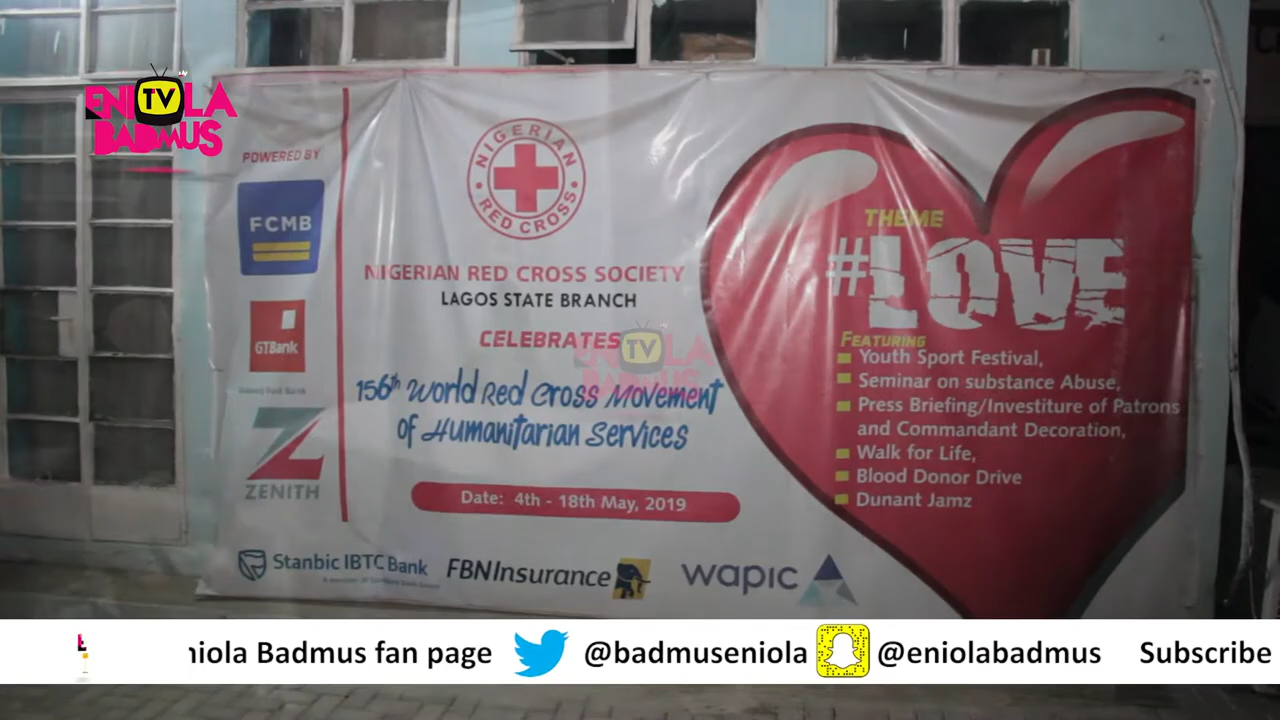 ENIOLA
TV
BADMUS
POWERED BY
FCMB
GTBank
ZENITH
NIGERIAN
RED CROSS
NIGERIAN RED CROSS SOCIETY
LAGOS STATE BRANCH
CELEBRATES
156th World Red Cross Movement
of Humanitarian Services
Date: 4th - 18th May, 2019
THEME
#LOVE
FEATURING
Youth Sport Festival,
Seminar on substance Abuse,
Press Briefing/Investiture of Patrons
and Commandant Decoration,
Walk for Life,
Blood Donor Drive
Dunant Jamz
ENIOLA
TV
BADMUS
Stanbic IBTC Bank
FBNInsurance
wapic
niola Badmus fan page @badmuseniola @eniolabadmus Subscribe